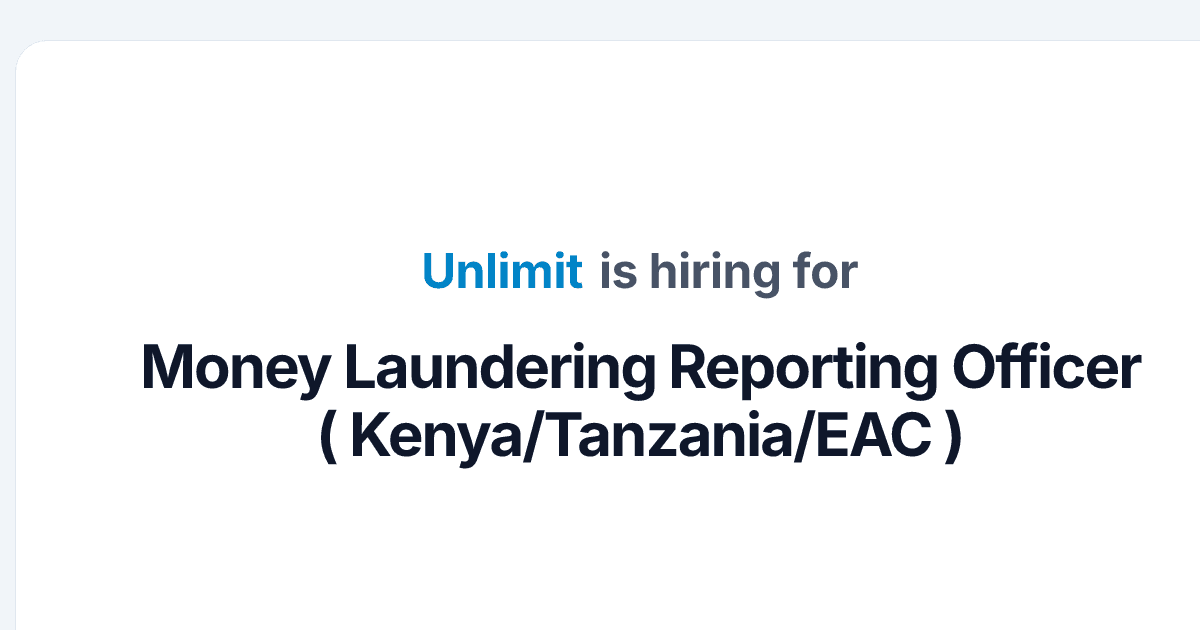 Unlimit is hiring for
Money Laundering Reporting Officer
( Kenya/Tanzania/EAC )